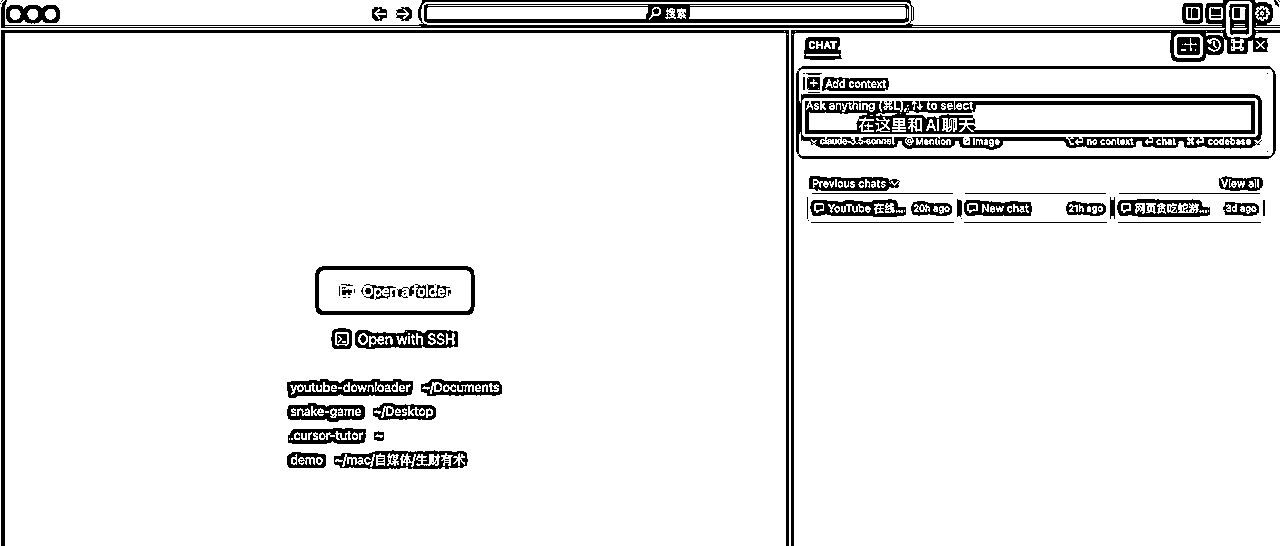 搜索
CHAT
Add context
Ask anything (⌘L), ↑↓ to select
在这里和 AI 聊天
claude-3.5-sonnet @ Mention Image ⌥⏎ no context ⏎ chat ⌘⏎ codebase
Previous chats View all
YouTube 在线... 20h ago New chat 21h ago 网页贪吃蛇游... 3d ago
Open a folder
Open with SSH
youtube-downloader ~/Documents
snake-game ~/Desktop
.cursor-tutor ~
demo ~/mac/自媒体/生财有术